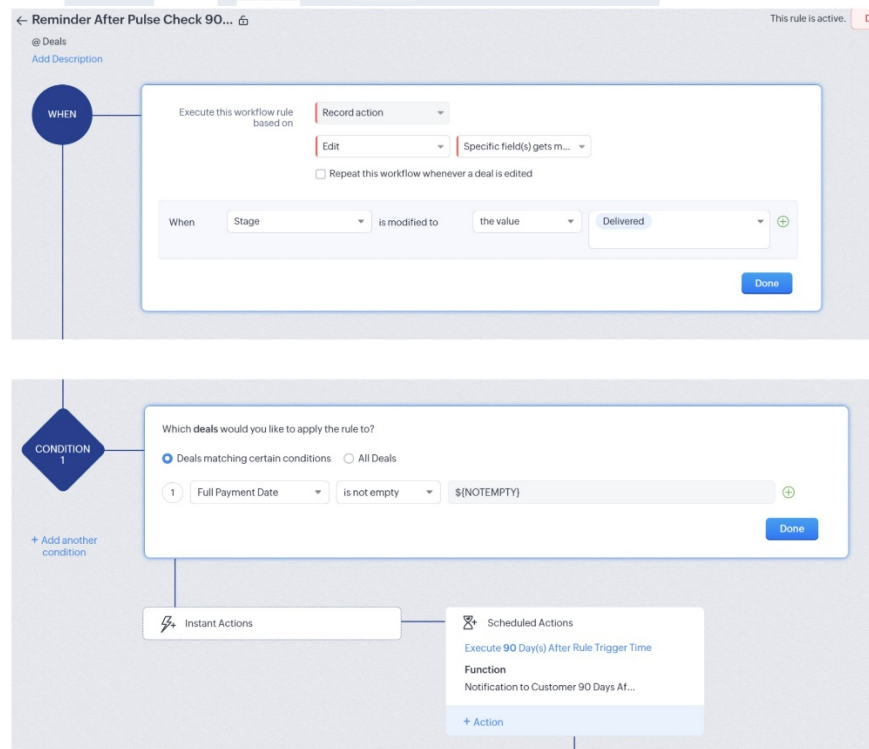 ← Reminder After Pulse Check 90...
This rule is active.
@ Deals
Add Description
WHEN
Execute this workflow rule based on
Record action
Edit
Specific field(s) gets m...
Repeat this workflow whenever a deal is edited
When Stage is modified to the value Delivered
Done
CONDITION
1
Which deals would you like to apply the rule to?
Deals matching certain conditions All Deals
1 Full Payment Date is not empty ${NOTEMPTY}
Done
+ Add another
condition
Instant Actions
Scheduled Actions
Execute 90 Day(s) After Rule Trigger Time
Function
Notification to Customer 90 Days Af...
+ Action